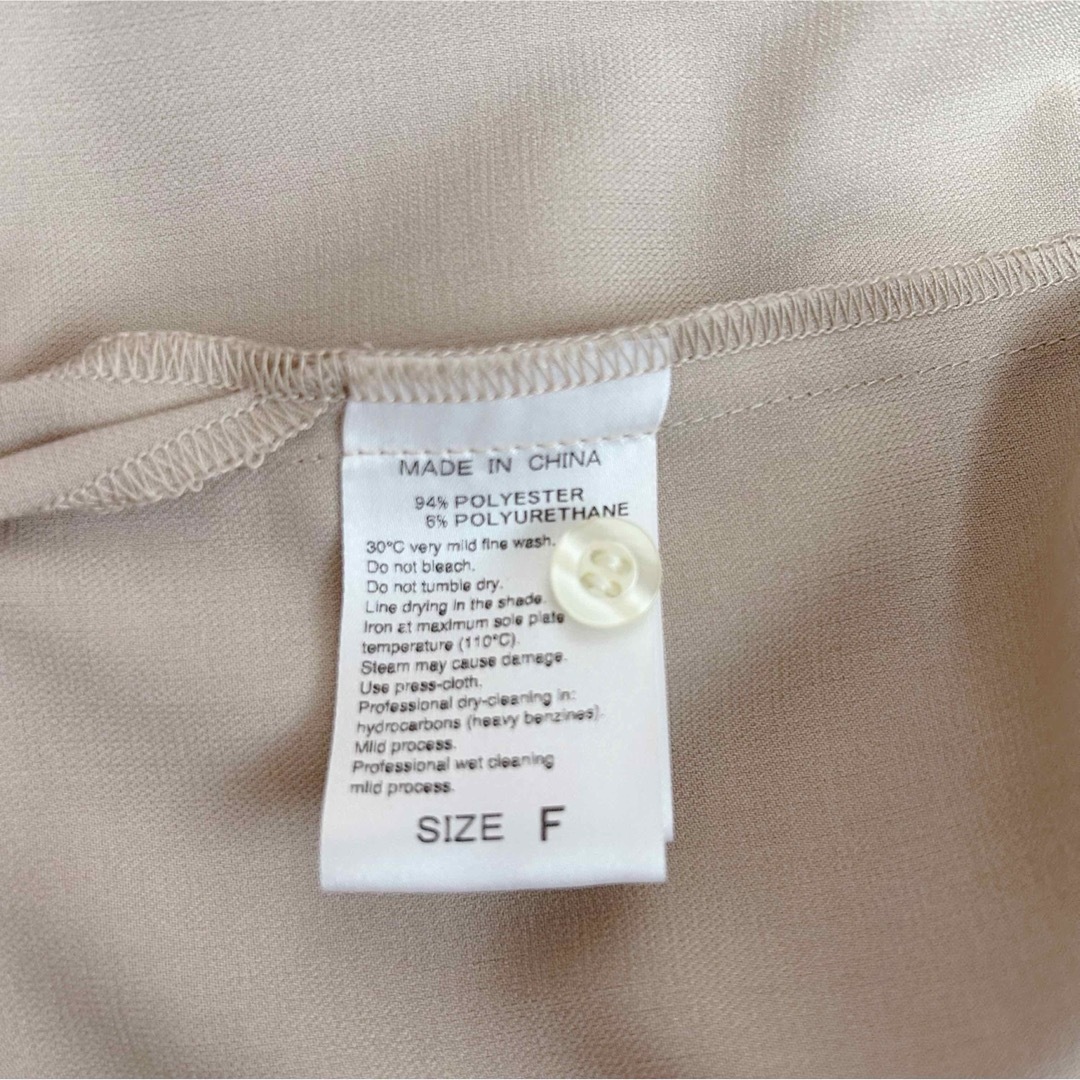 MADE IN CHINA
94% POLYESTER
6% POLYURETHANE
30°C very mild fine wash.
Do not bleach.
Do not tumble dry.
Line drying in the shade.
Iron at maximum sole plate
temperature (110°C).
Steam may cause damage.
Use press-cloth.
Professional dry-cleaning in:
hydrocarbons (heavy benzines).
Mild process.
Professional wet cleaning
mild process.
SIZE F